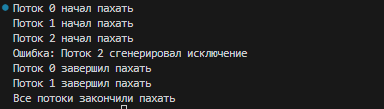 Поток 0 начал пахать
Поток 1 начал пахать
Поток 2 начал пахать
Ошибка: Поток 2 сгенерировал исключение
Поток 0 завершил пахать
Поток 1 завершил пахать
Все потоки закончили пахать